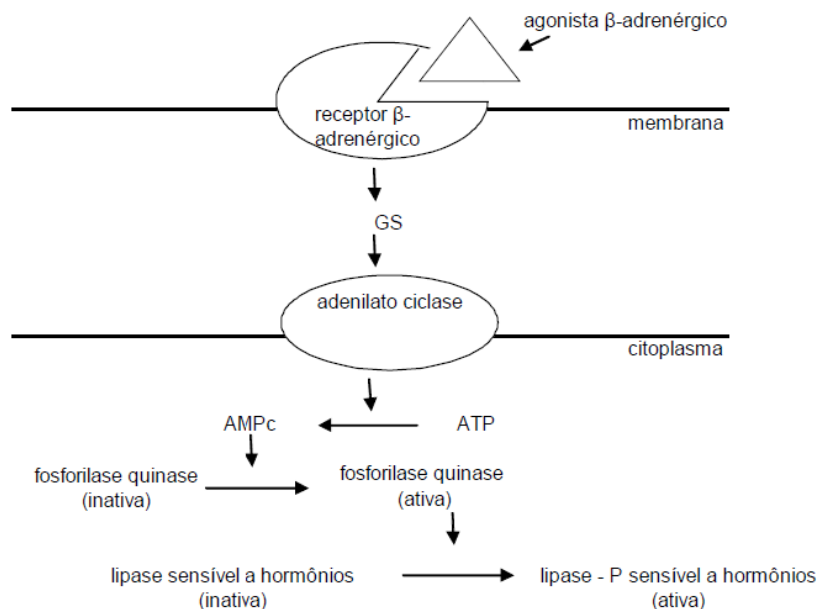 agonista β-adrenérgico
receptor β-
adrenérgico
membrana
GS
adenilato ciclase
citoplasma
AMPc
ATP
fosforilase quinase
(inativa)
fosforilase quinase
(ativa)
lipase sensível a hormônios
(inativa)
lipase - P sensível a hormônios
(ativa)